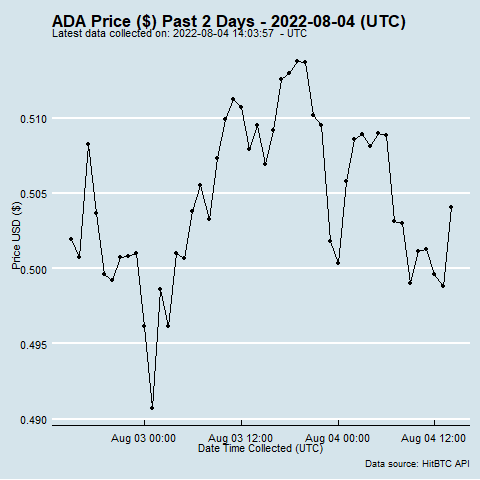 ADA Price ($) Past 2 Days - 2022-08-04 (UTC)
Latest data collected on: 2022-08-04 14:03:57 - UTC
0.510
0.505
0.500
0.495
0.490
Price USD ($)
Aug 03 00:00 Aug 03 12:00 Aug 04 00:00 Aug 04 12:00
Date Time Collected (UTC)
Data source: HitBTC API